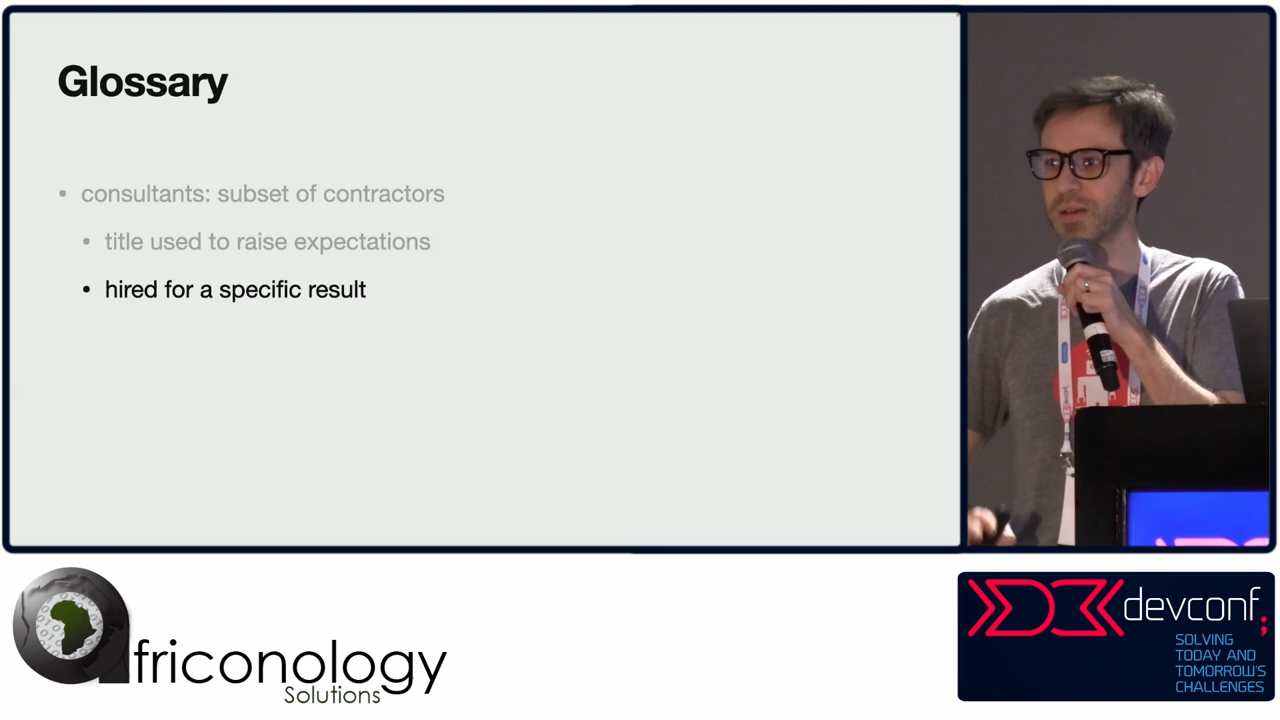 Glossary
• consultants: subset of contractors
• title used to raise expectations
• hired for a specific result
africonology
Solutions
devconf;
SOLVING
TODAY AND
TOMORROW'S
CHALLENGES